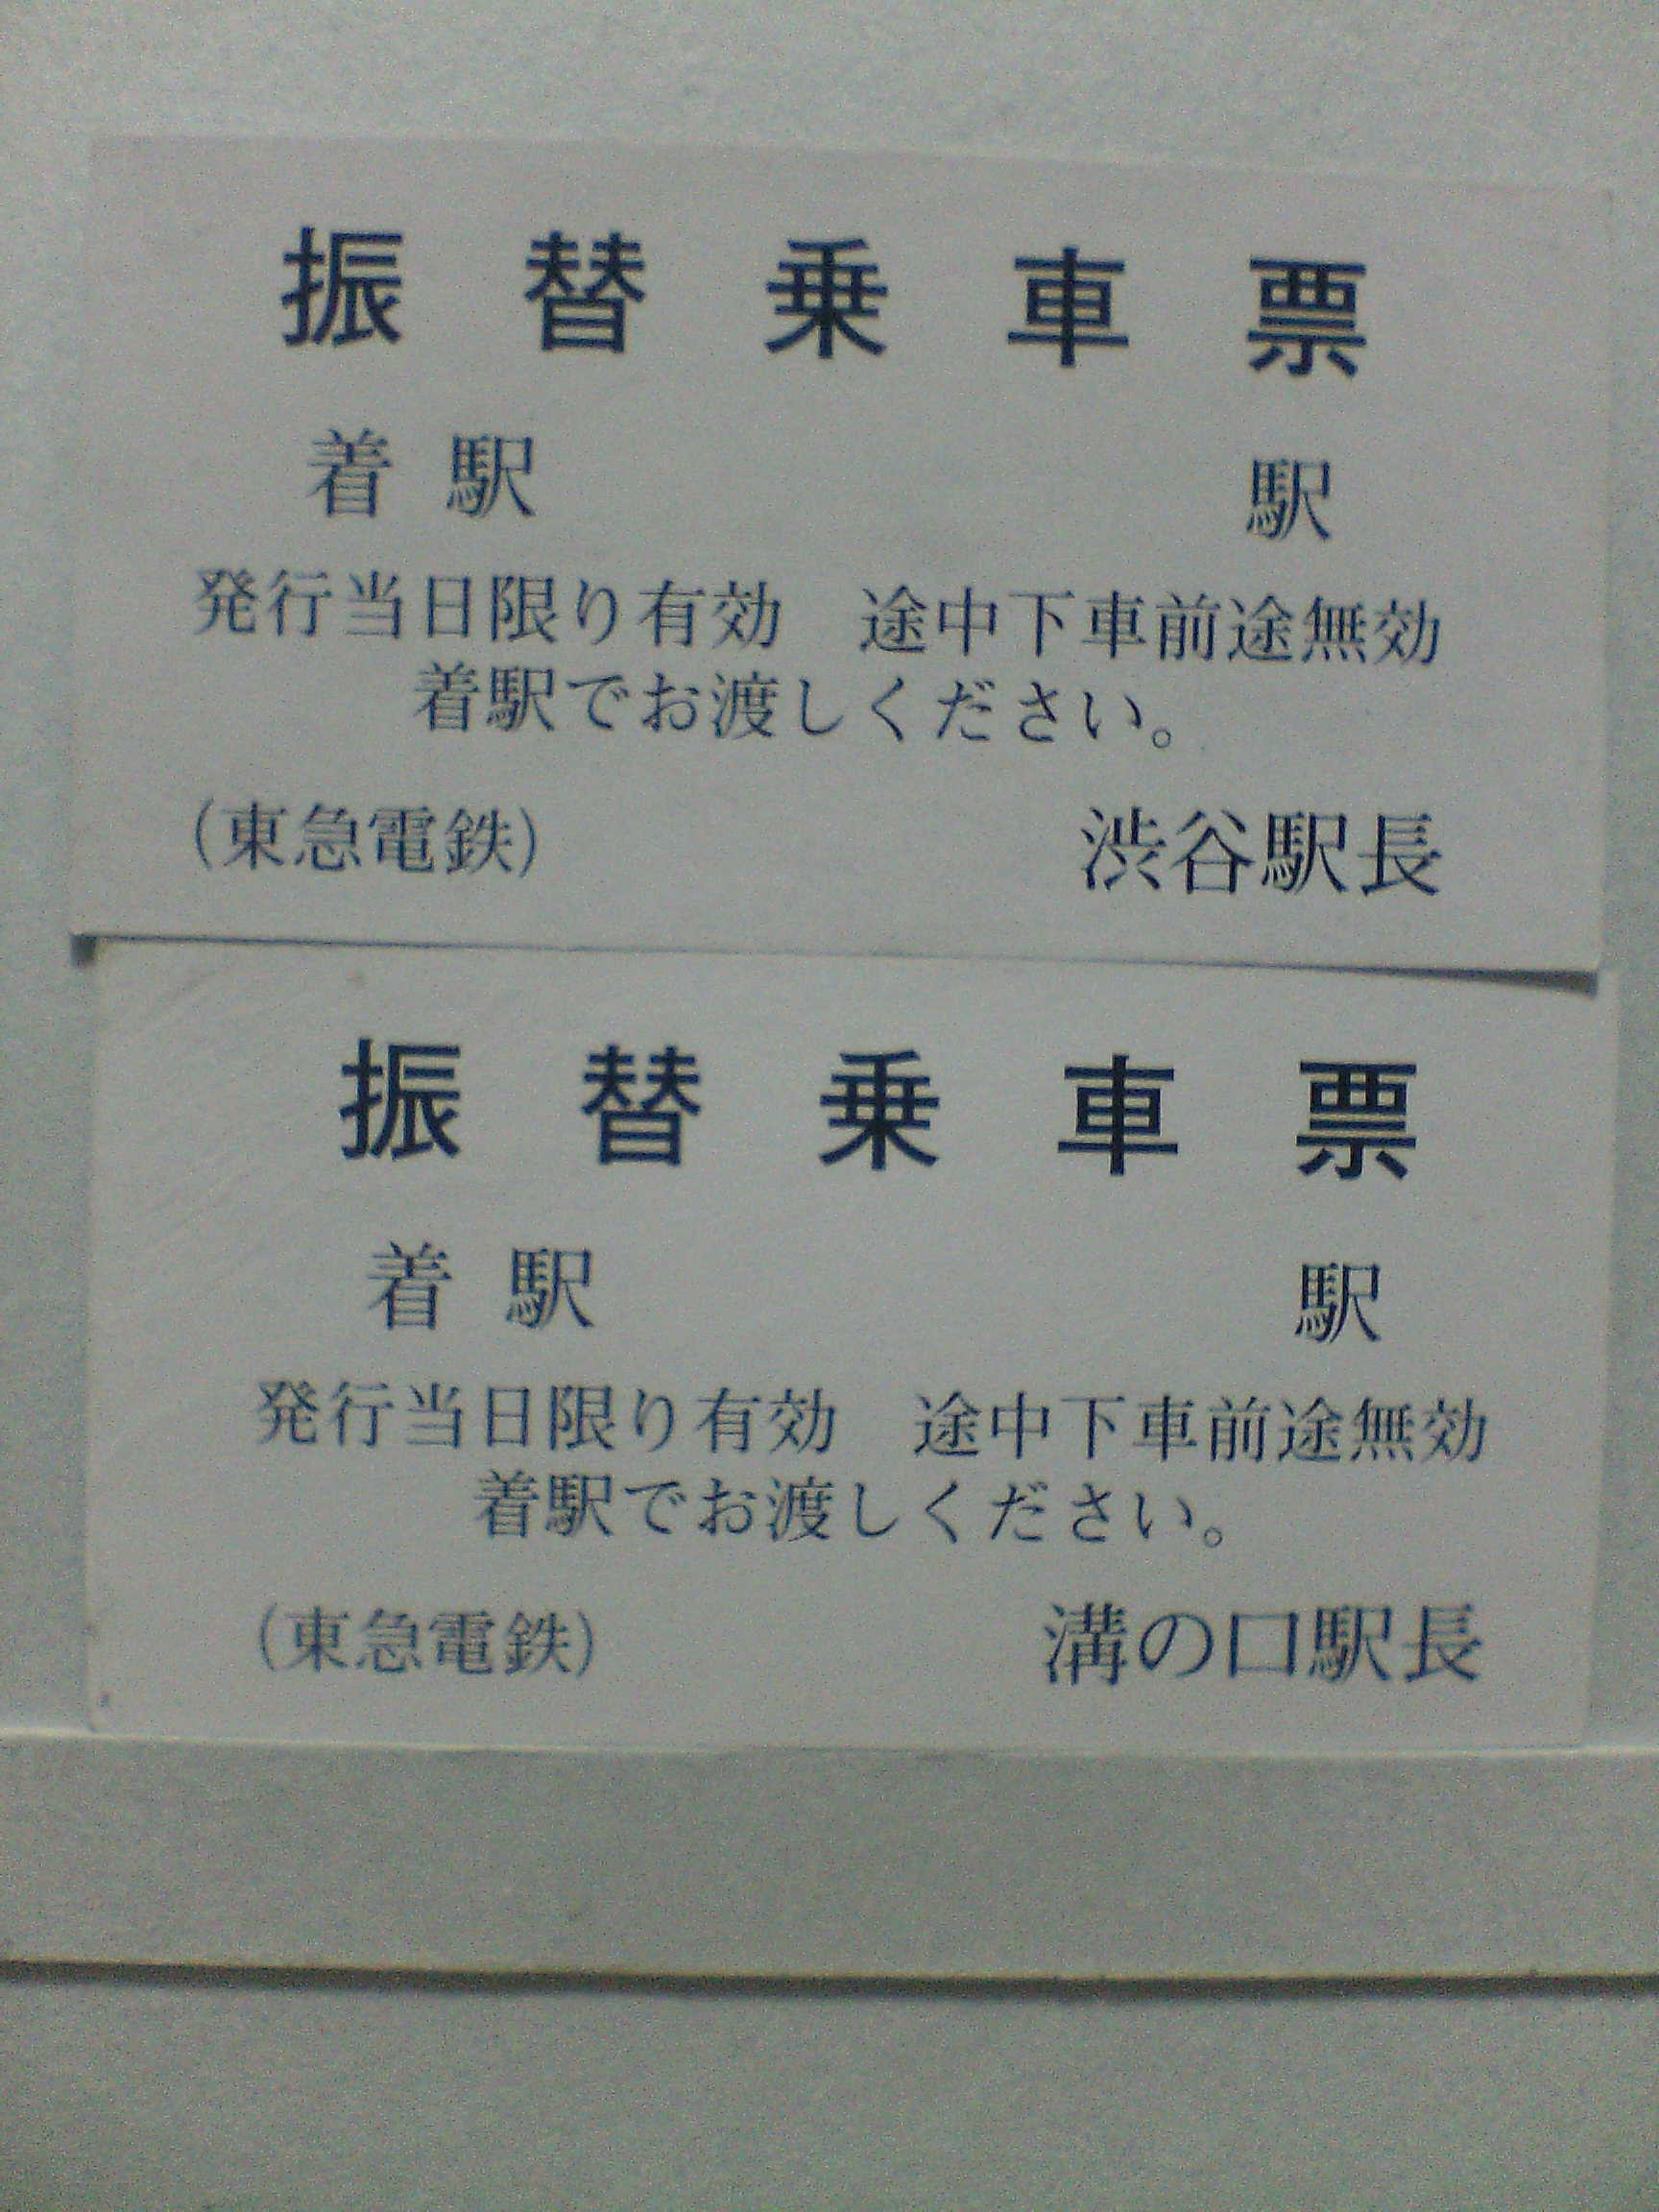 振替乗車票
着駅 駅
発行当日限り有効 途中下車前途無効
着駅でお渡しください。
(東急電鉄) 渋谷駅長
振替乗車票
着駅 駅
発行当日限り有効 途中下車前途無効
着駅でお渡しください。
(東急電鉄) 溝の口駅長